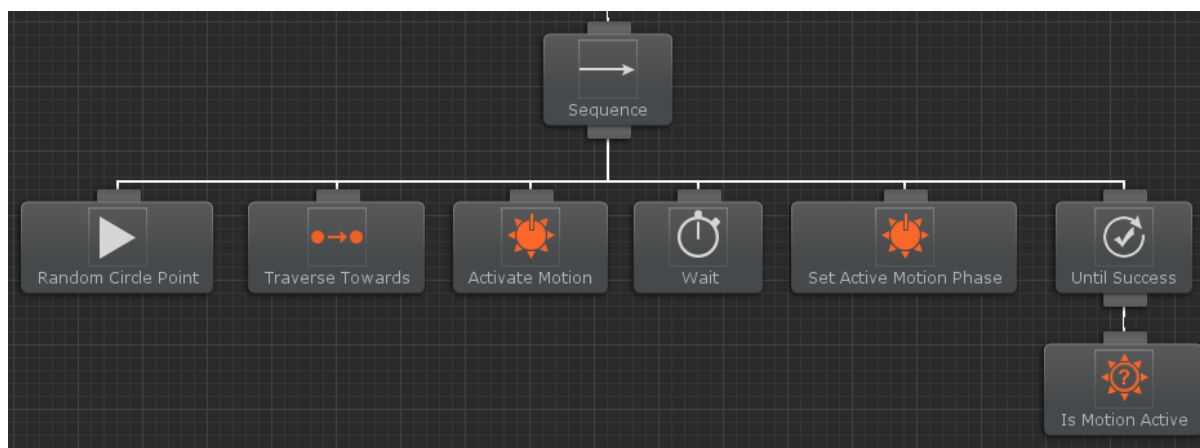 Sequence
Random Circle Point
Traverse Towards
Activate Motion
Wait
Set Active Motion Phase
Until Success
?
Is Motion Active